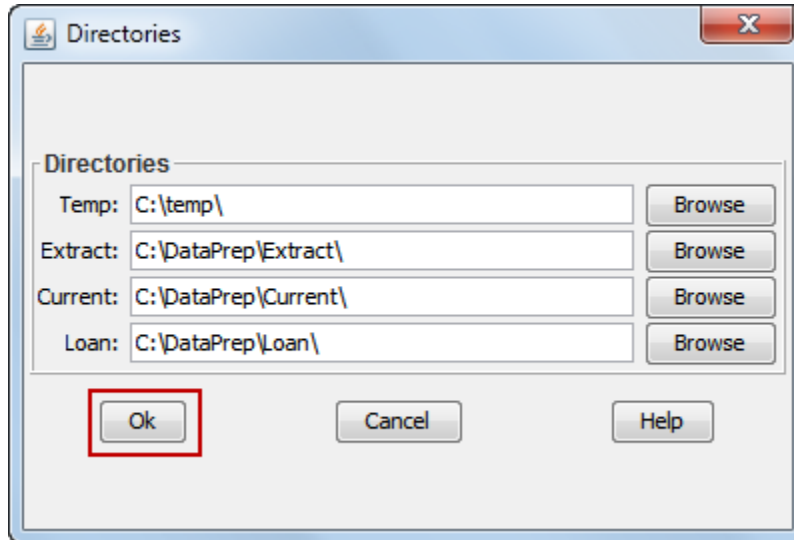 Directories
Directories
Temp: C:\temp\ Browse
Extract: C:\DataPrep\Extract\ Browse
Current: C:\DataPrep\Current\ Browse
Loan: C:\DataPrep\Loan\ Browse
Ok Cancel Help